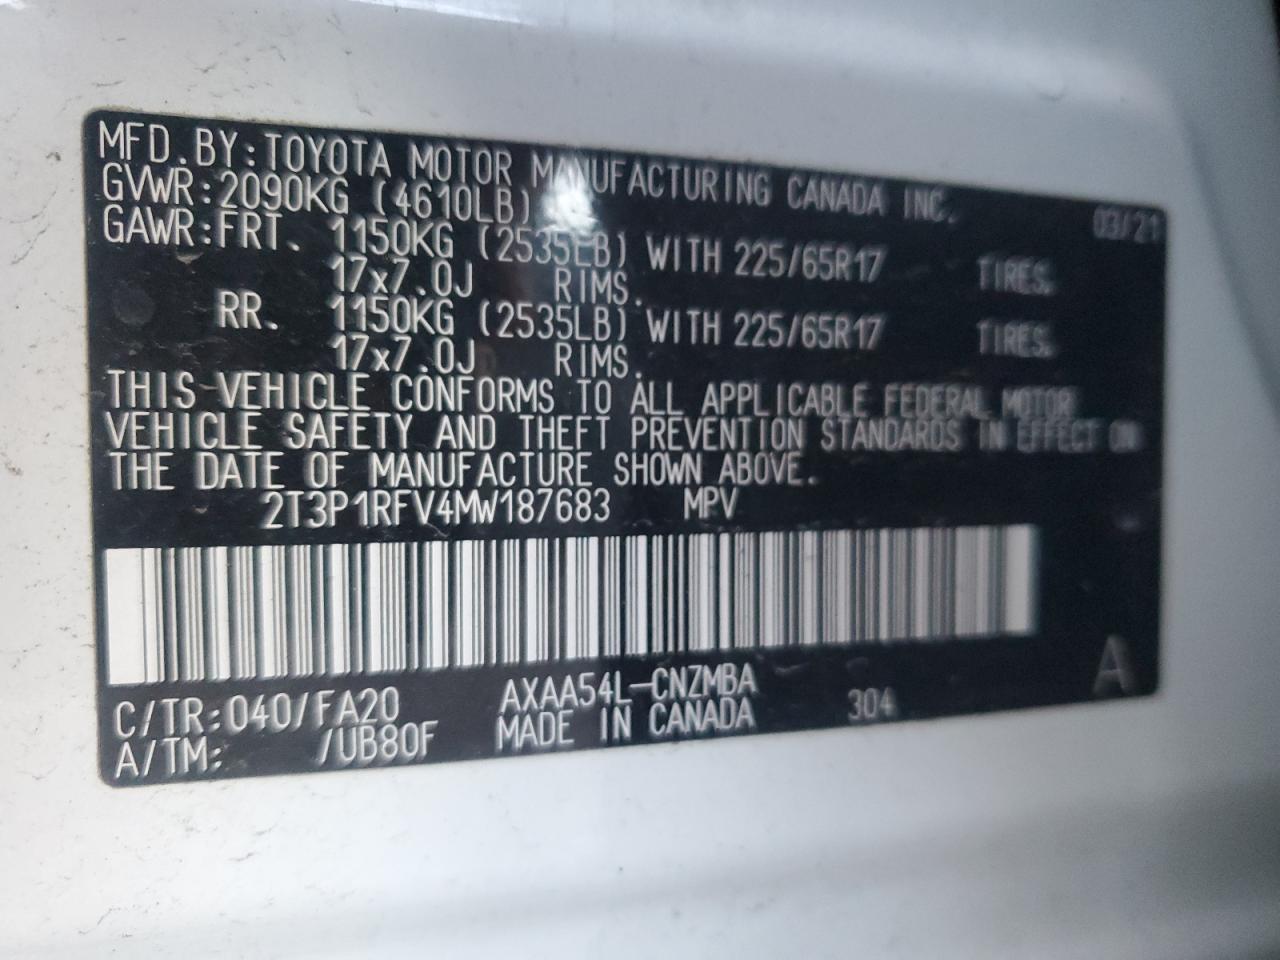 MFD.BY:TOYOTA MOTOR MANUFACTURING CANADA INC.
GVWR:2090KG (4610LB) 03/21
GAWR:FRT. 1150KG (2535LB) WITH 225/65R17 TIRES.
17x7.0J RIMS.
RR. 1150KG (2535LB) WITH 225/65R17 TIRES.
17x7.0J RIMS.
THIS VEHICLE CONFORMS TO ALL APPLICABLE FEDERAL MOTOR
VEHICLE SAFETY AND THEFT PREVENTION STANDARDS IN EFFECT ON
THE DATE OF MANUFACTURE SHOWN ABOVE.
2T3P1RFV4MW187683 MPV
C/TR:040/FA20 AXAA54L-CNZMBA 304 A
A/TM: /UB80F MADE IN CANADA